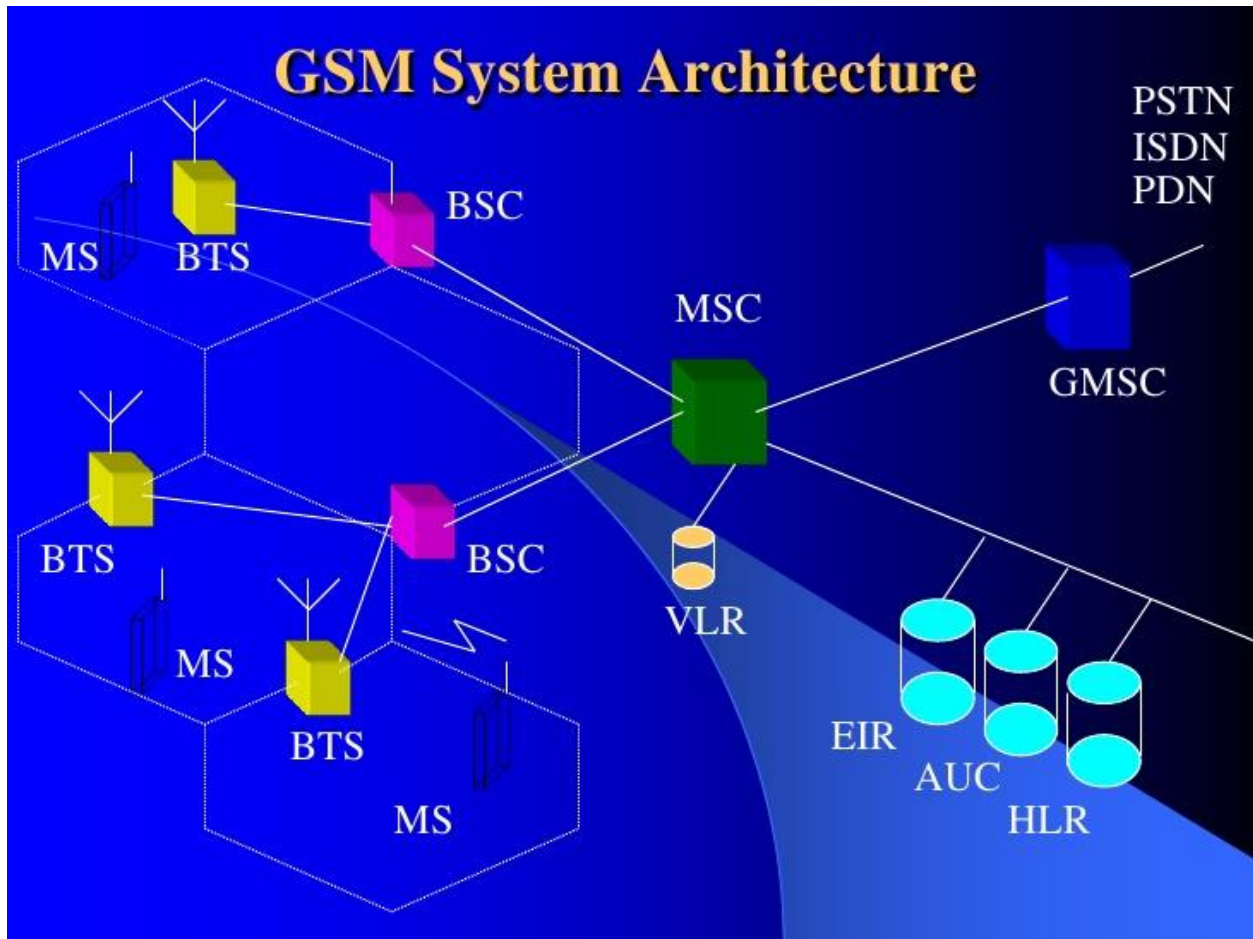 GSM System Architecture
PSTN
ISDN
PDN
BSC
MS
BTS
MSC
GMSC
BTS
BSC
VLR
MS
BTS
MS
EIR
AUC
HLR